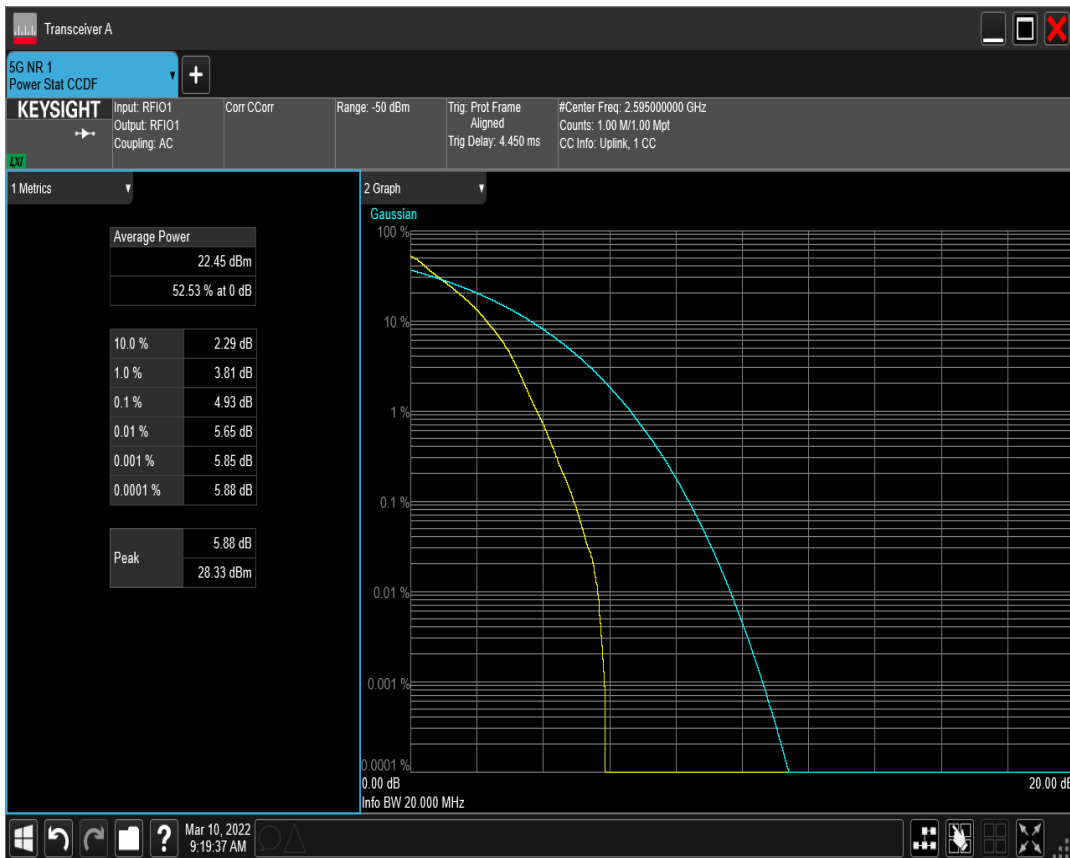 Transceiver A
5G NR 1
Power Stat CCDF
+
KEYSIGHT
LXI
Input: RFIO1
Output: RFIO1
Coupling: AC
Corr CCorr
Range: -50 dBm
Trig: Prot Frame
Aligned
Trig Delay: 4.450 ms
#Center Freq: 2.595000000 GHz
Counts: 1.00 M/1.00 Mpt
CC Info: Uplink, 1 CC
1 Metrics
Average Power
22.45 dBm
52.53 % at 0 dB
10.0 % 2.29 dB
1.0 % 3.81 dB
0.1 % 4.93 dB
0.01 % 5.65 dB
0.001 % 5.85 dB
0.0001 % 5.88 dB
Peak
5.88 dB
28.33 dBm
2 Graph
Gaussian
100 %
10 %
1 %
0.1 %
0.01 %
0.001 %
0.0001 %
0.00 dB 20.00 dB
Info BW 20.000 MHz
?
Mar 10, 2022
9:19:37 AM